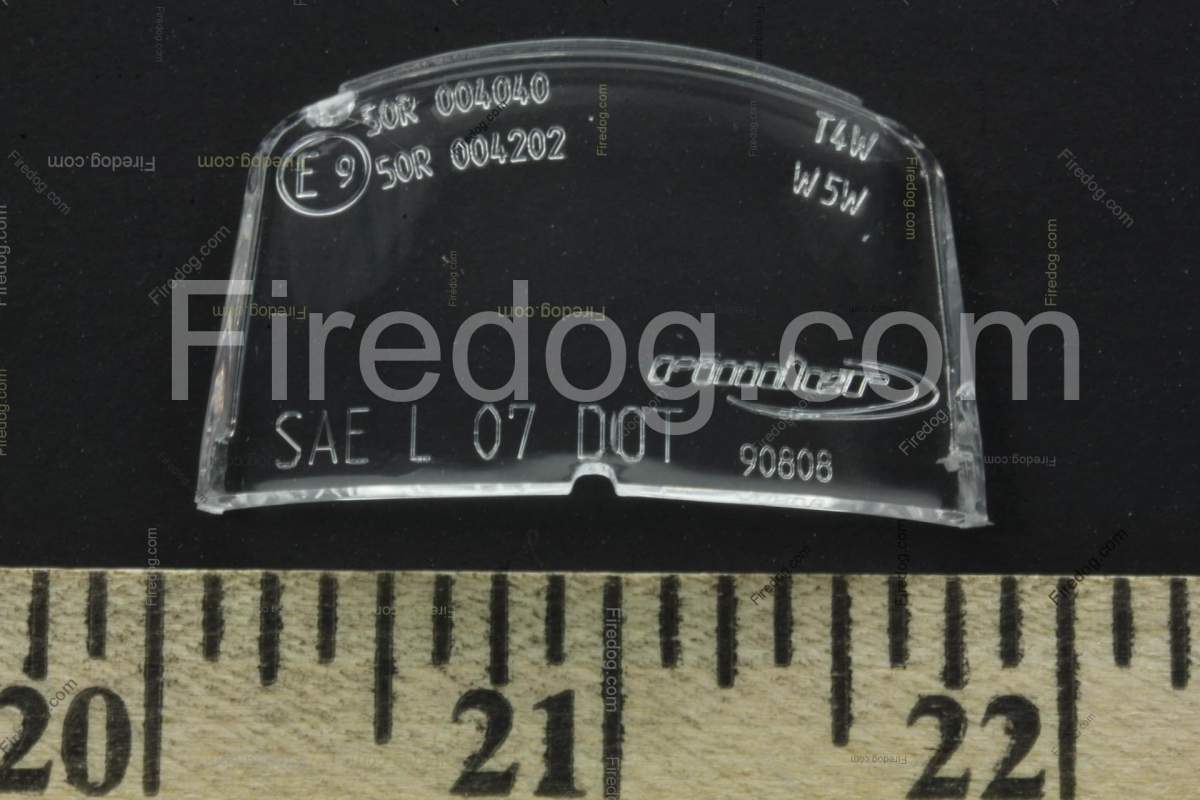 50R 004040
E 9 50R 004202
T4W
W5W
Firedog.com
SAE L 07 DOT
90808
20 21 22